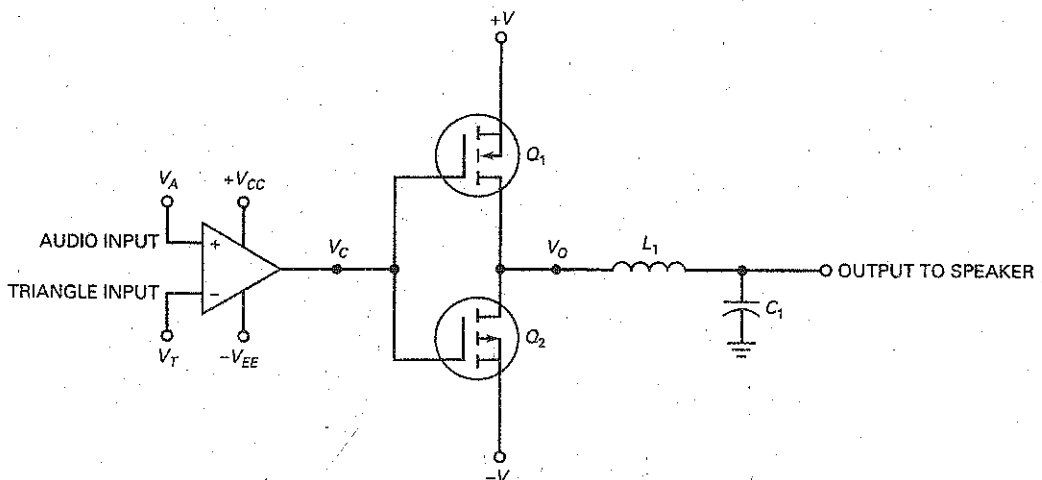 +V
Q1
VA
+VCC
AUDIO INPUT
+
VC
VO
L1
OUTPUT TO SPEAKER
TRIANGLE INPUT
−
C1
Q2
VT
−VEE
−V